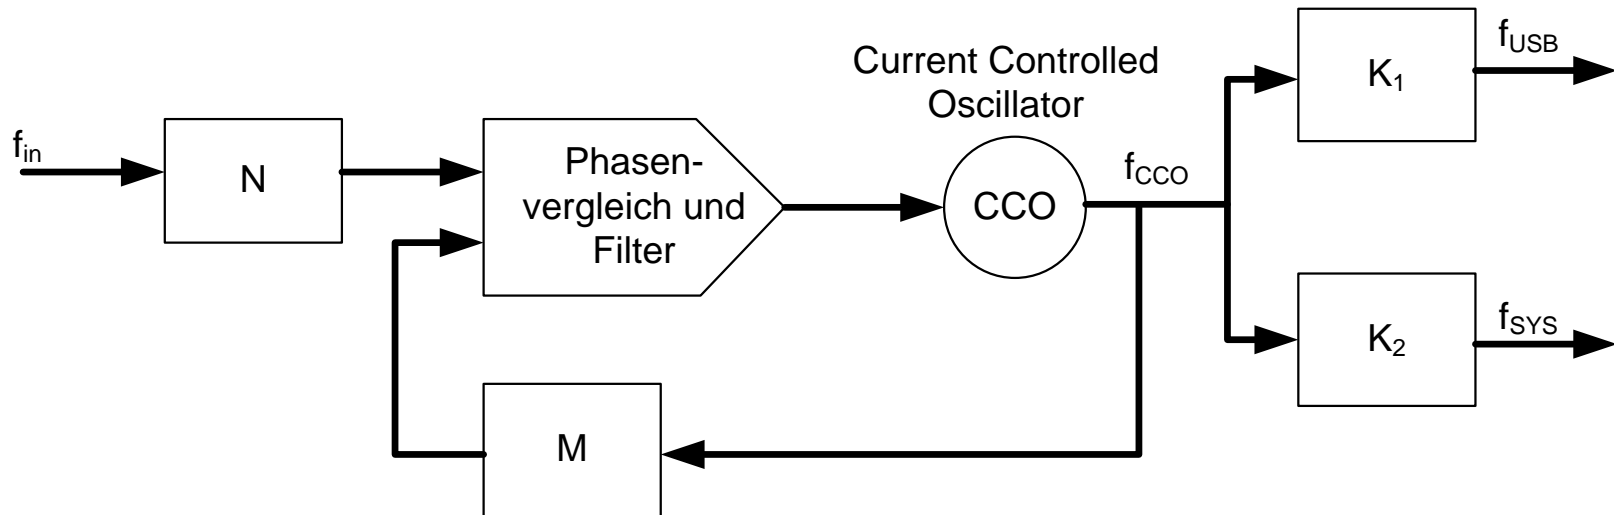 f_in
N
Phasen-
vergleich und
Filter
Current Controlled
Oscillator
CCO
f_CCO
K₁
f_USB
K₂
f_SYS
M